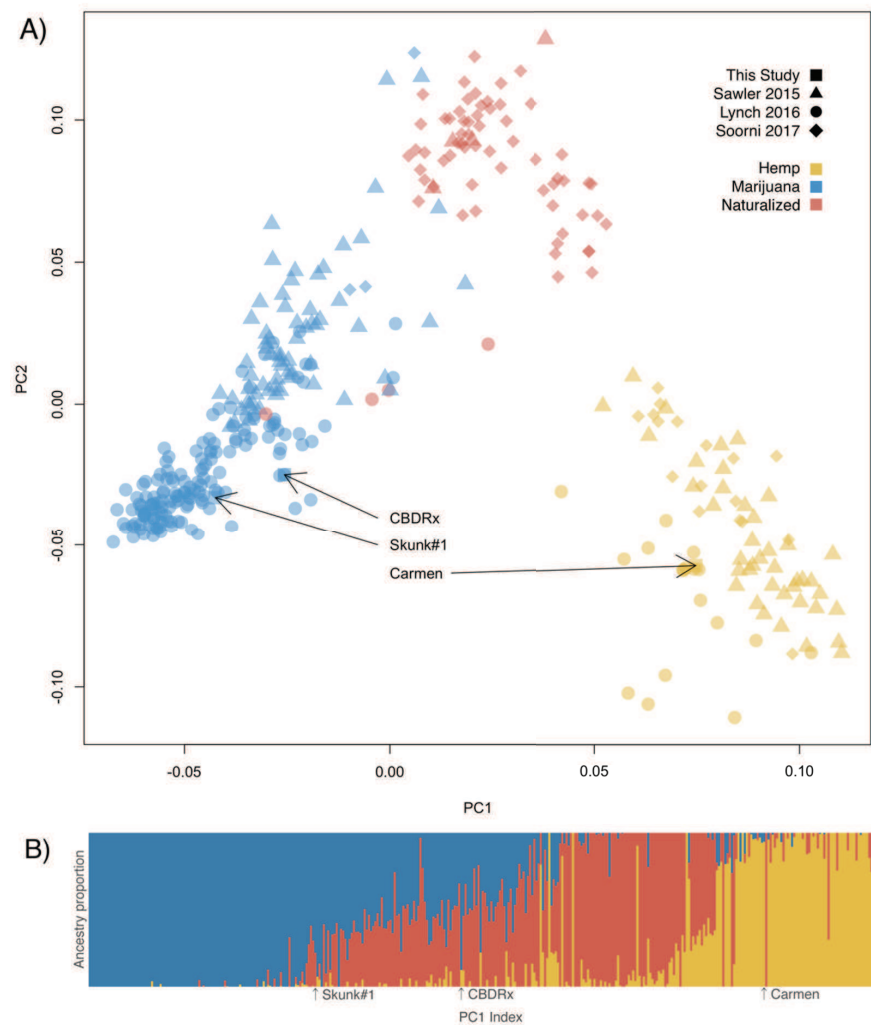 A)
This Study
Sawler 2015
Lynch 2016
Soorni 2017
Hemp
Marijuana
Naturalized
0.10
0.05
0.00
-0.05
-0.10
PC2
CBDRx
Skunk#1
Carmen
-0.05
0.00
0.05
0.10
PC1
B)
Ancestry proportion
↑Skunk#1 ↑CBDRx ↑Carmen
PC1 Index